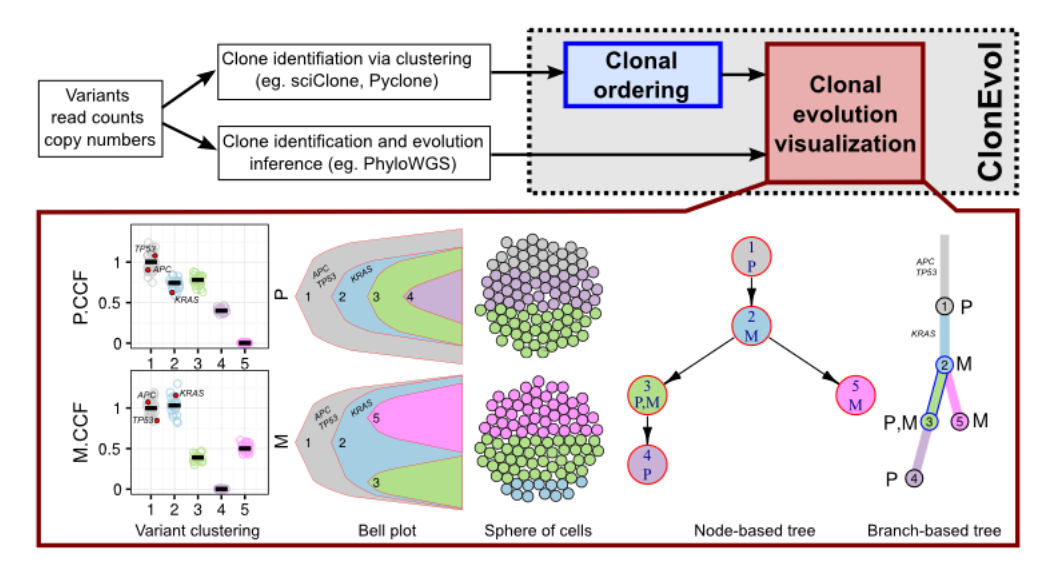 Variants
read counts
copy numbers
Clone identifiation via clustering
(eg. sciClone, Pyclone)
Clone identification and evolution
inference (eg. PhyloWGS)
Clonal
ordering
Clonal
evolution
visualization
ClonEvol
P.CCF
1
0.5
0
TP53
APC
KRAS
1 2 3 4 5
M.CCF
1
0.5
0
APC
KRAS
TP53
1 2 3 4 5
Variant clustering
P
APC
TP53
KRAS
1 2 3 4
M
APC
TP53
KRAS
5
1 2
3
Bell plot
Sphere of cells
1
P
2
M
3
P,M
5
M
4
P
Node-based tree
APC
TP53
1 P
KRAS
2 M
P,M 3 5 M
P 4
Branch-based tree